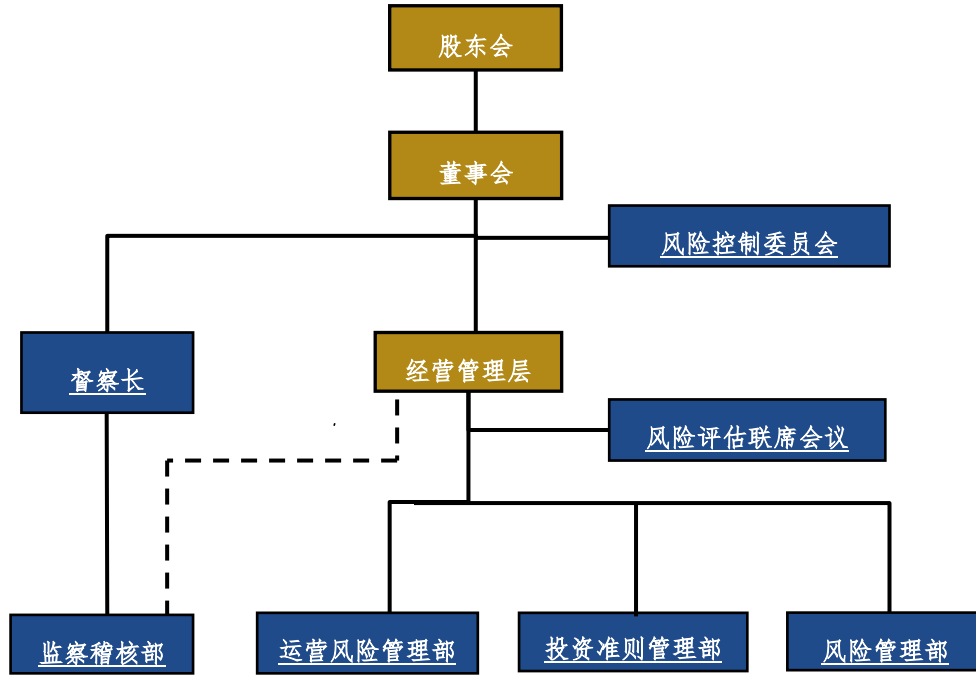 股东会
董事会
风险控制委员会
督察长
经营管理层
风险评估联席会议
监察稽核部
运营风险管理部
投资准则管理部
风险管理部